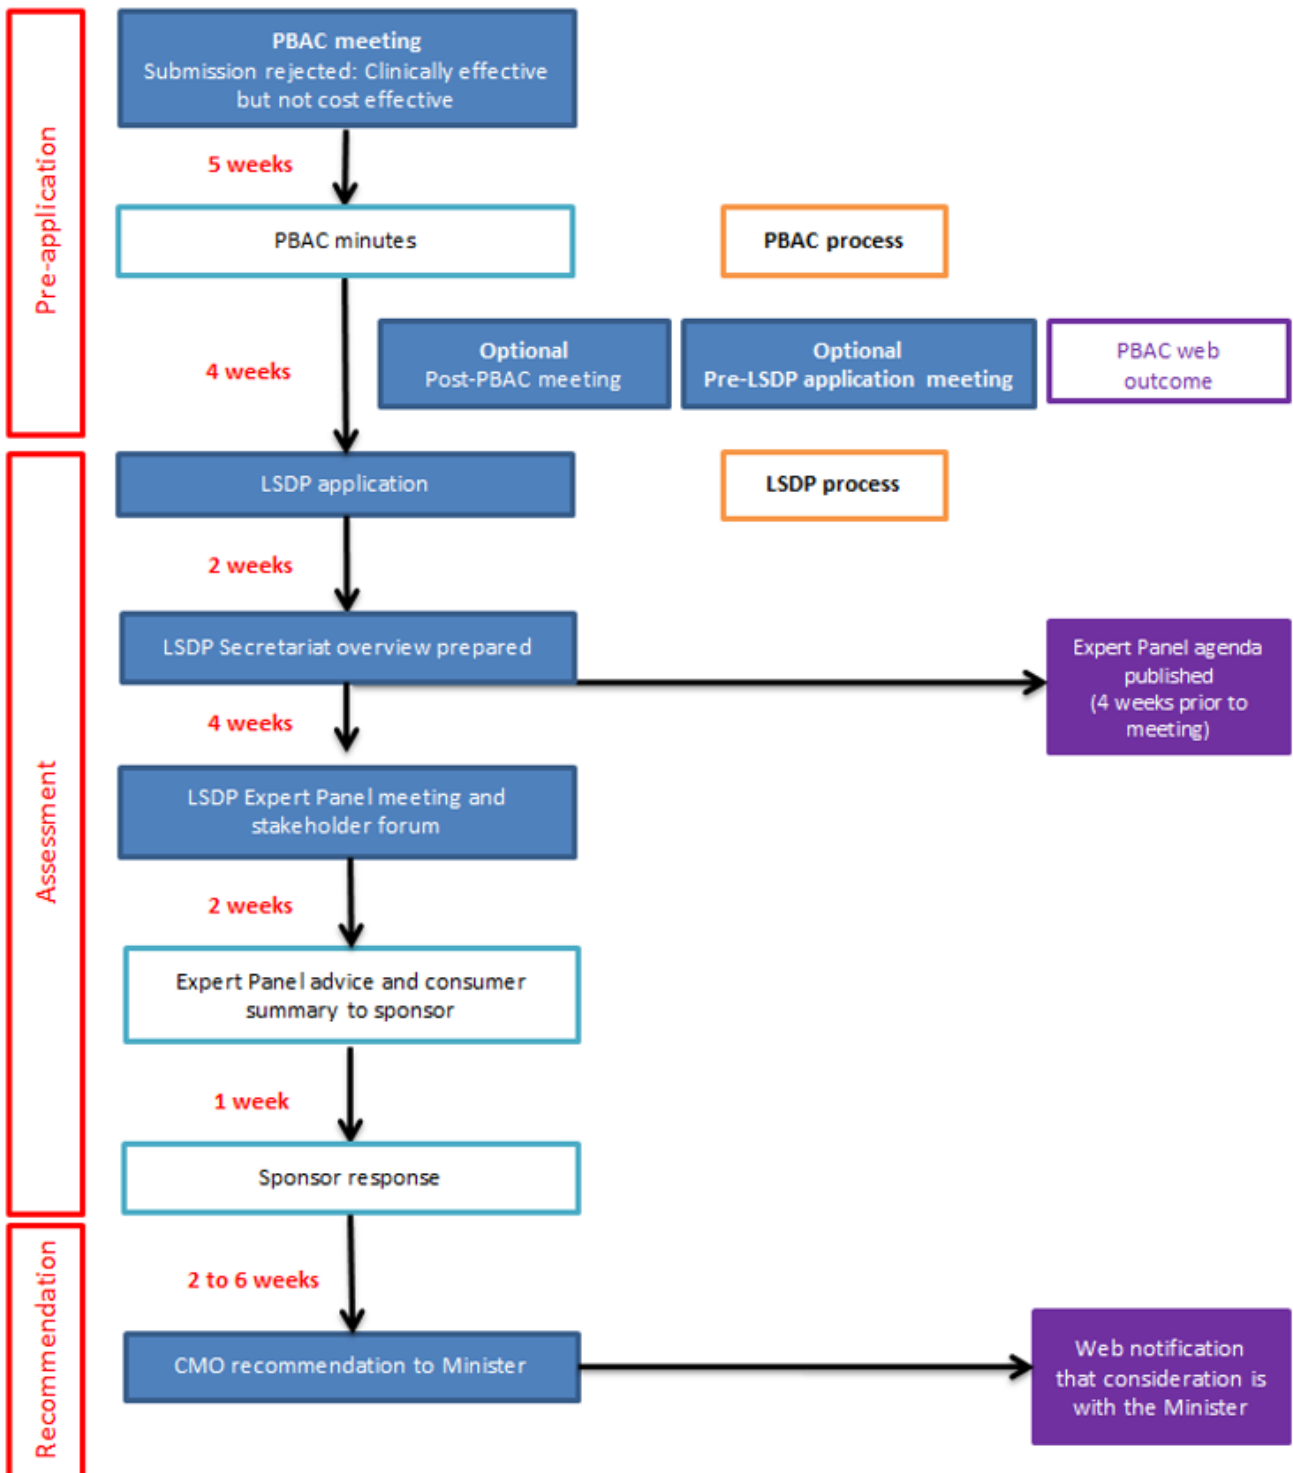 Pre-application
PBAC meeting
Submission rejected: Clinically effective
but not cost effective
5 weeks
PBAC minutes
PBAC process
4 weeks
Optional
Post-PBAC meeting
Optional
Pre-LSDP application meeting
PBAC web
outcome
Assessment
LSDP application
LSDP process
2 weeks
LSDP Secretariat overview prepared
Expert Panel agenda
published
(4 weeks prior to
meeting)
4 weeks
LSDP Expert Panel meeting and
stakeholder forum
2 weeks
Expert Panel advice and consumer
summary to sponsor
1 week
Sponsor response
Recommendation
2 to 6 weeks
CMO recommendation to Minister
Web notification
that consideration is
with the Minister